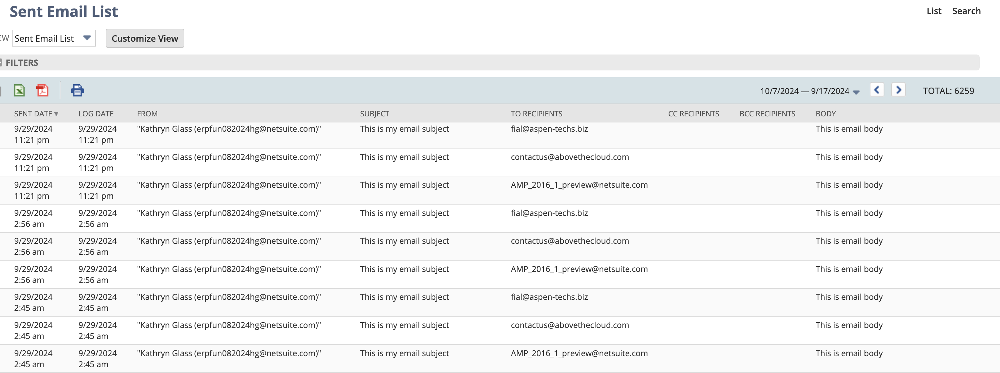 Sent Email List
List Search
EW Sent Email List Customize View
FILTERS
10/7/2024 — 9/17/2024 TOTAL: 6259
SENT DATE LOG DATE FROM SUBJECT TO RECIPIENTS CC RECIPIENTS BCC RECIPIENTS BODY
9/29/2024 9/29/2024 "Kathryn Glass (erpfun082024hg@netsuite.com)" This is my email subject fial@aspen-techs.biz This is email body
11:21 pm 11:21 pm
9/29/2024 9/29/2024 "Kathryn Glass (erpfun082024hg@netsuite.com)" This is my email subject contactus@abovethecloud.com This is email body
11:21 pm 11:21 pm
9/29/2024 9/29/2024 "Kathryn Glass (erpfun082024hg@netsuite.com)" This is my email subject AMP_2016_1_preview@netsuite.com This is email body
11:21 pm 11:21 pm
9/29/2024 9/29/2024 "Kathryn Glass (erpfun082024hg@netsuite.com)" This is my email subject fial@aspen-techs.biz This is email body
2:56 am 2:56 am
9/29/2024 9/29/2024 "Kathryn Glass (erpfun082024hg@netsuite.com)" This is my email subject contactus@abovethecloud.com This is email body
2:56 am 2:56 am
9/29/2024 9/29/2024 "Kathryn Glass (erpfun082024hg@netsuite.com)" This is my email subject AMP_2016_1_preview@netsuite.com This is email body
2:56 am 2:56 am
9/29/2024 9/29/2024 "Kathryn Glass (erpfun082024hg@netsuite.com)" This is my email subject fial@aspen-techs.biz This is email body
2:45 am 2:45 am
9/29/2024 9/29/2024 "Kathryn Glass (erpfun082024hg@netsuite.com)" This is my email subject contactus@abovethecloud.com This is email body
2:45 am 2:45 am
9/29/2024 9/29/2024 "Kathryn Glass (erpfun082024hg@netsuite.com)" This is my email subject AMP_2016_1_preview@netsuite.com This is email body
2:45 am 2:45 am